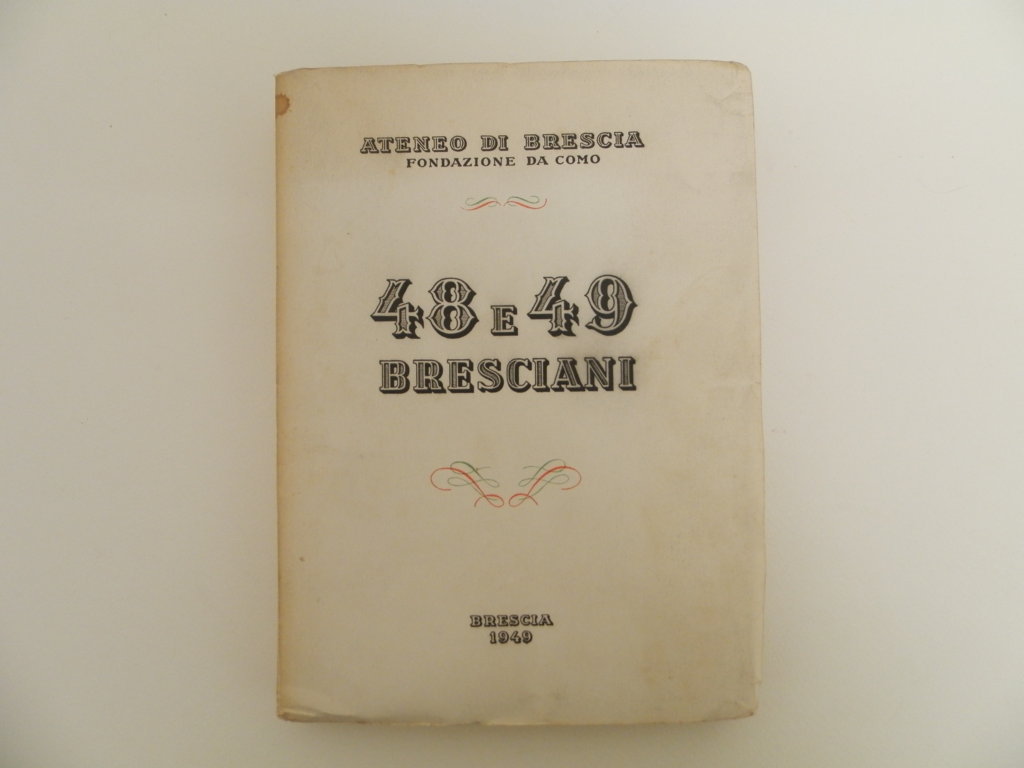 ATENEO DI BRESCIA
FONDAZIONE DA COMO
48 E 49
BRESCIANI
BRESCIA
1949